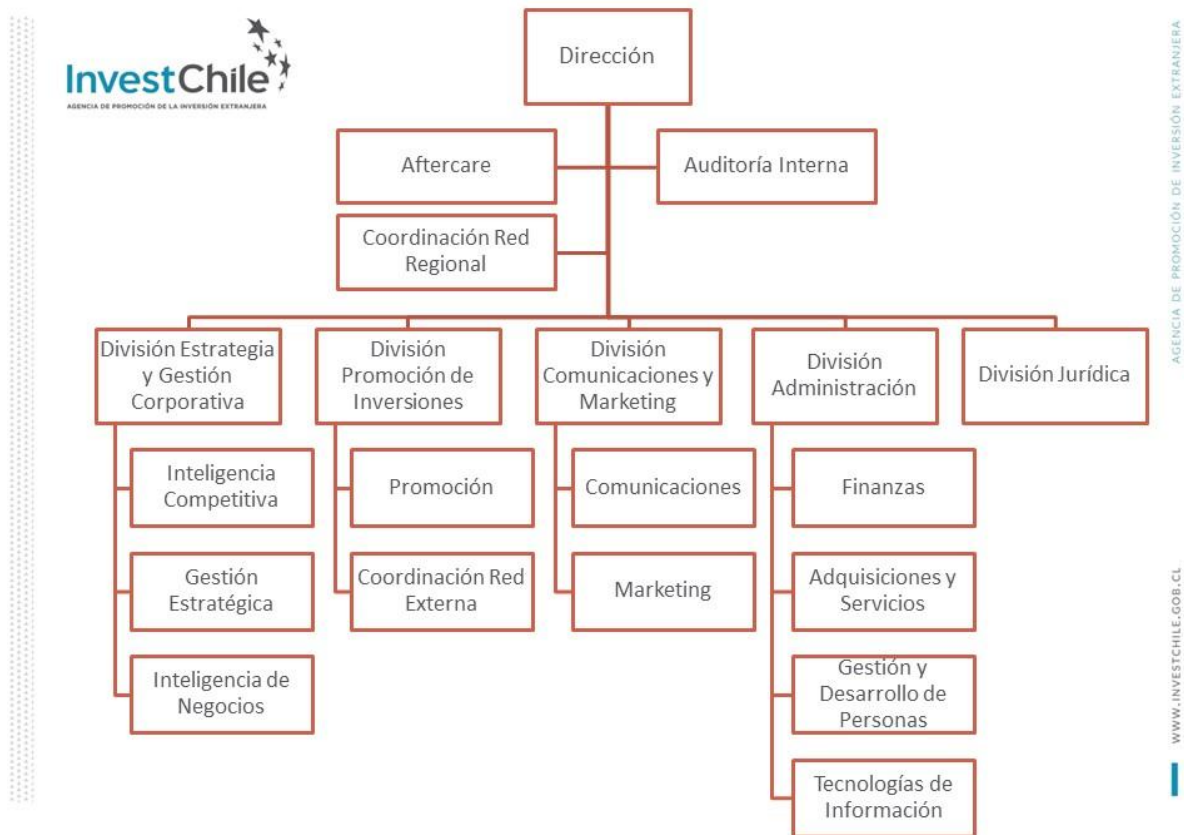 InvestChile
AGENCIA DE PROMOCIÓN DE LA INVERSIÓN EXTRANJERA
Dirección
Aftercare
Auditoría Interna
Coordinación Red
Regional
División Estrategia
y Gestión
Corporativa
División
Promoción de
Inversiones
División
Comunicaciones y
Marketing
División
Administración
División Jurídica
Inteligencia
Competitiva
Gestión
Estratégica
Inteligencia de
Negocios
Promoción
Coordinación Red
Externa
Comunicaciones
Marketing
Finanzas
Adquisiciones y
Servicios
Gestión y
Desarrollo de
Personas
Tecnologías de
Información
AGENCIA DE PROMOCIÓN DE INVERSIÓN EXTRANJERA
WWW.INVESTCHILE.GOB.CL